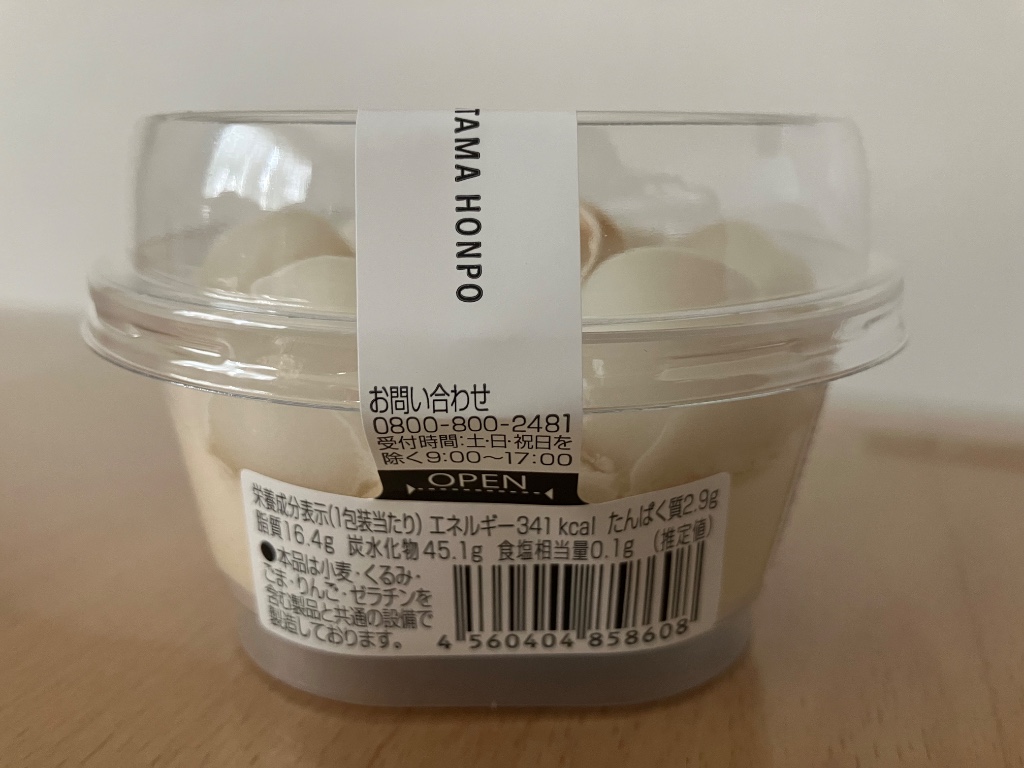 TAMA HONPO
お問い合わせ
0800-800-2481
受付時間:土・日・祝日を
除く9:00〜17:00
OPEN
栄養成分表示(1包装当たり) エネルギー341kcal たんぱく質2.9g
脂質16.4g 炭水化物45.1g 食塩相当量0.1g (推定値)
●本品は小麦・くるみ・
ごま・りんご・ゼラチンを
含む製品と共通の設備で
製造しております。
4 560404 858608